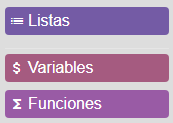 Listas
$ Variables
Σ Funciones